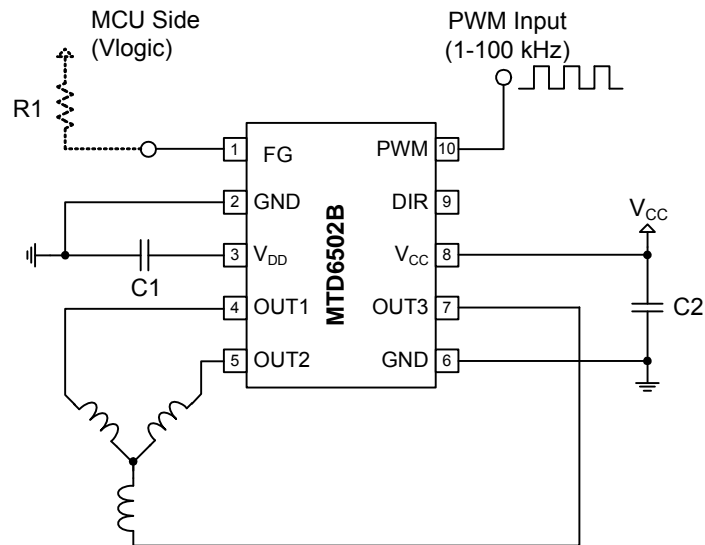 MCU Side
(Vlogic)
PWM Input
(1-100 kHz)
R1
1
FG
PWM
10
2
GND
DIR
9
3
VDD
VCC
8
VCC
C1
4
OUT1
OUT3
7
C2
5
OUT2
GND
6
MTD6502B